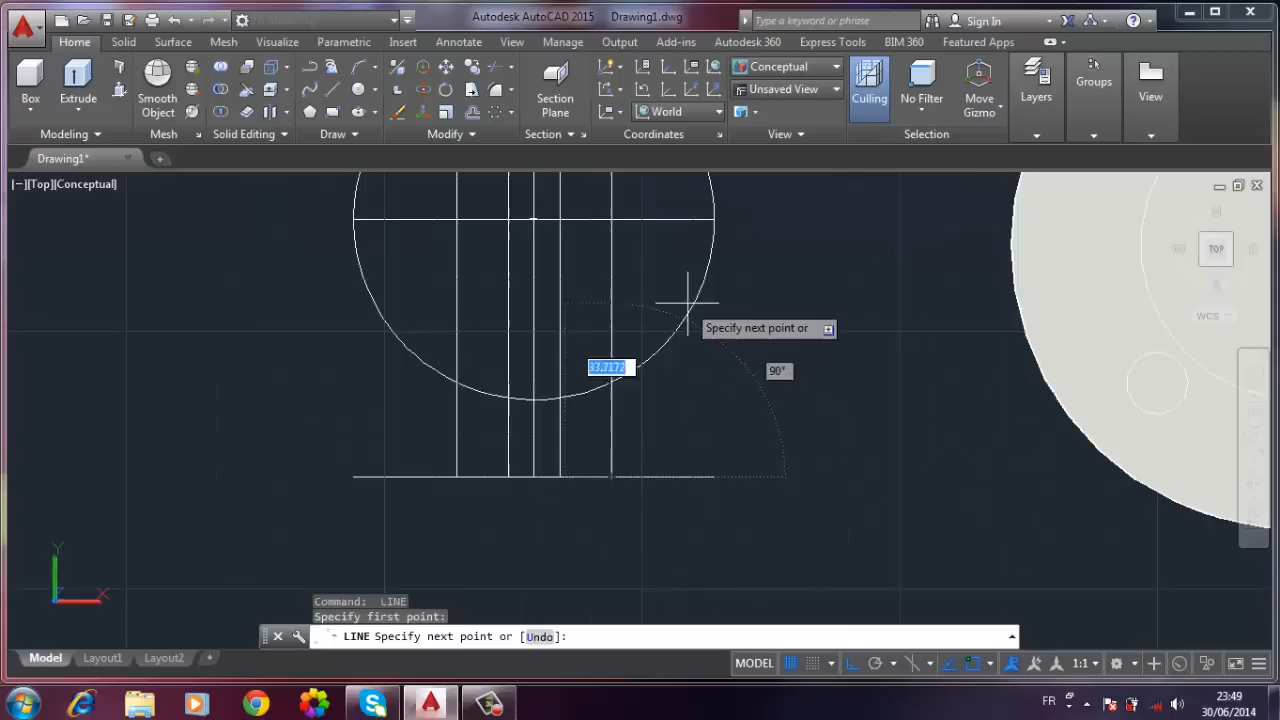 Autodesk AutoCAD 2015 Drawing1.dwg
Type a keyword or phrase
Sign In
Home Solid Surface Mesh Visualize Parametric Insert Annotate View Manage Output Add-ins Autodesk 360 Express Tools BIM 360 Featured Apps
Box Extrude Smooth Object
Section Plane
World
Conceptual
Unsaved View
Culling No Filter Move Gizmo Layers Groups View
Modeling Mesh Solid Editing Draw Modify Section Coordinates View Selection
Drawing1*
[−][Top][Conceptual]
TOP
WCS
Specify next point or
33,7172
90°
Y
X
Command: LINE
Specify first point:
LINE Specify next point or [Undo]:
Model Layout1 Layout2
MODEL
1:1
FR
23:49
30/06/2014